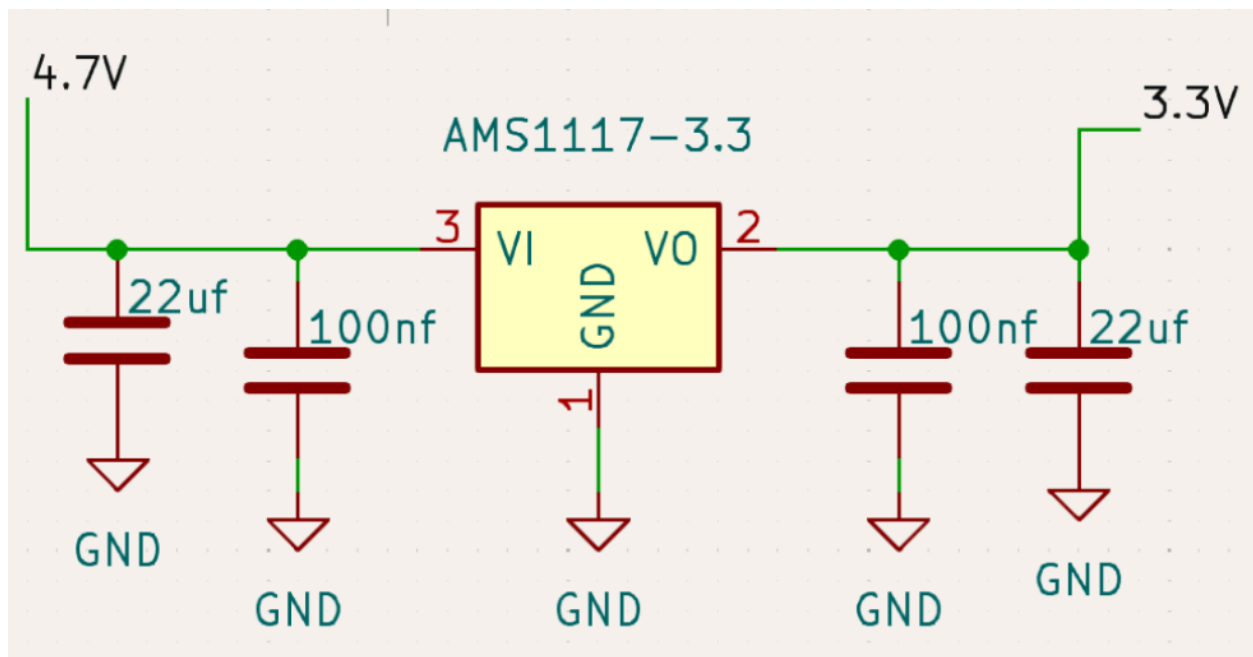 4.7V
3.3V
AMS1117-3.3
3 VI VO 2
GND
1
22uf
100nf
100nf
22uf
GND
GND
GND
GND
GND